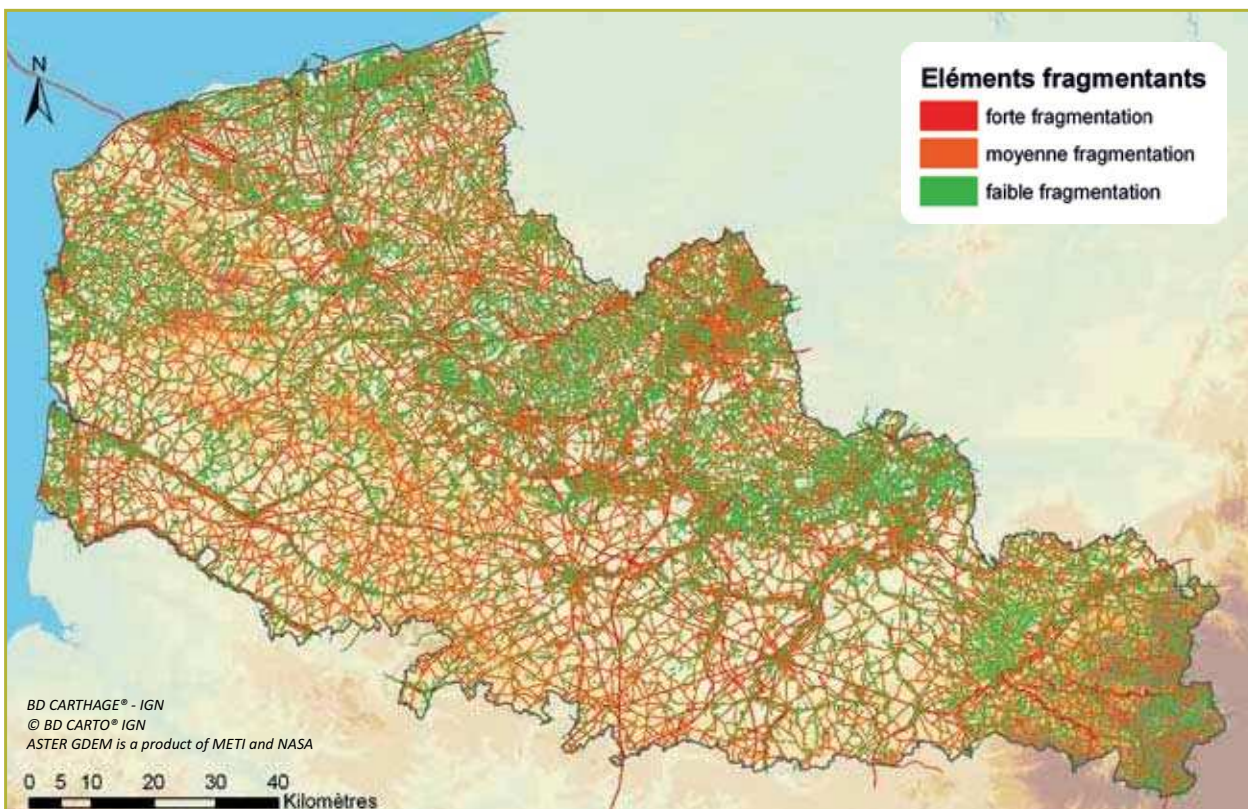 N
Eléments fragmentants
forte fragmentation
moyenne fragmentation
faible fragmentation
BD CARTHAGE® - IGN
© BD CARTO® IGN
ASTER GDEM is a product of METI and NASA
0 5 10 20 30 40
Kilomètres